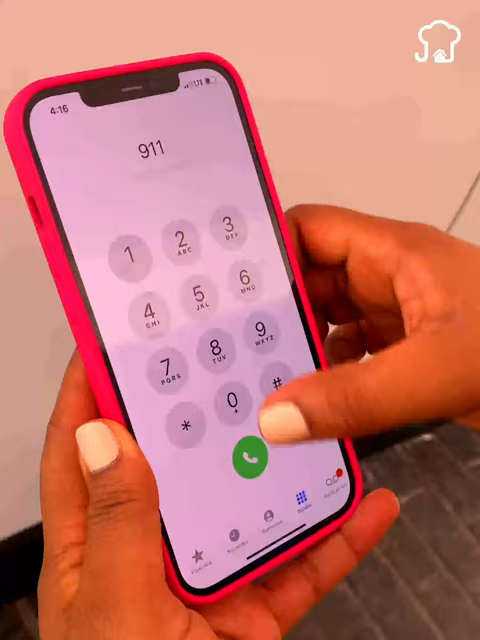 4:16 LTE
911
1 2 3
ABC DEF
4 5 6
GHI JKL MNO
7 8 9
PQRS TUV WXYZ
* 0 #
+